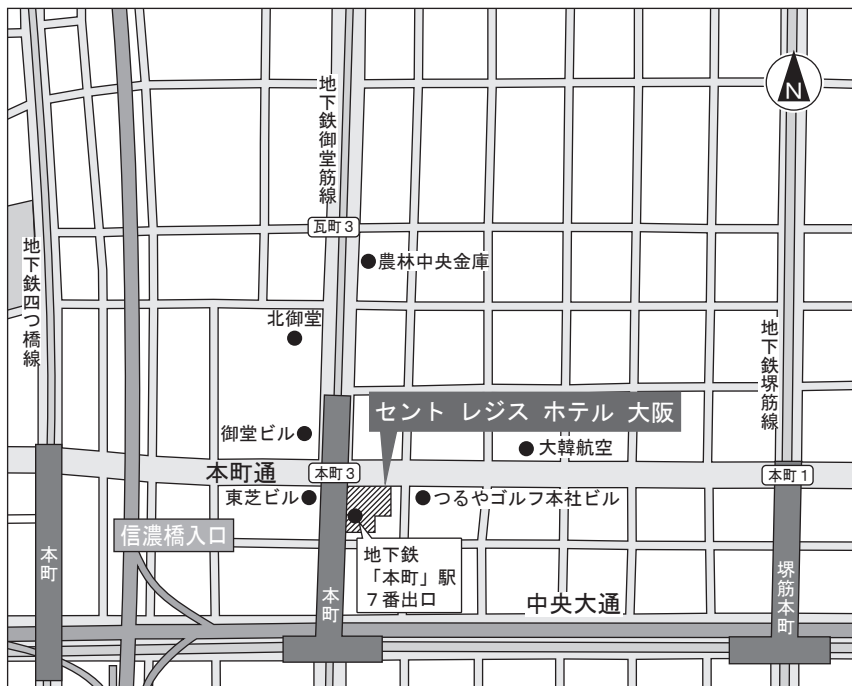 N
地下鉄御堂筋線
瓦町3
農林中央金庫
地下鉄四つ橋線
北御堂
地下鉄堺筋線
セント レジス ホテル 大阪
御堂ビル
大韓航空
本町通
本町3
本町1
東芝ビル
つるやゴルフ本社ビル
信濃橋入口
地下鉄
「本町」駅
7番出口
本町
本町
堺筋本町
中央大通